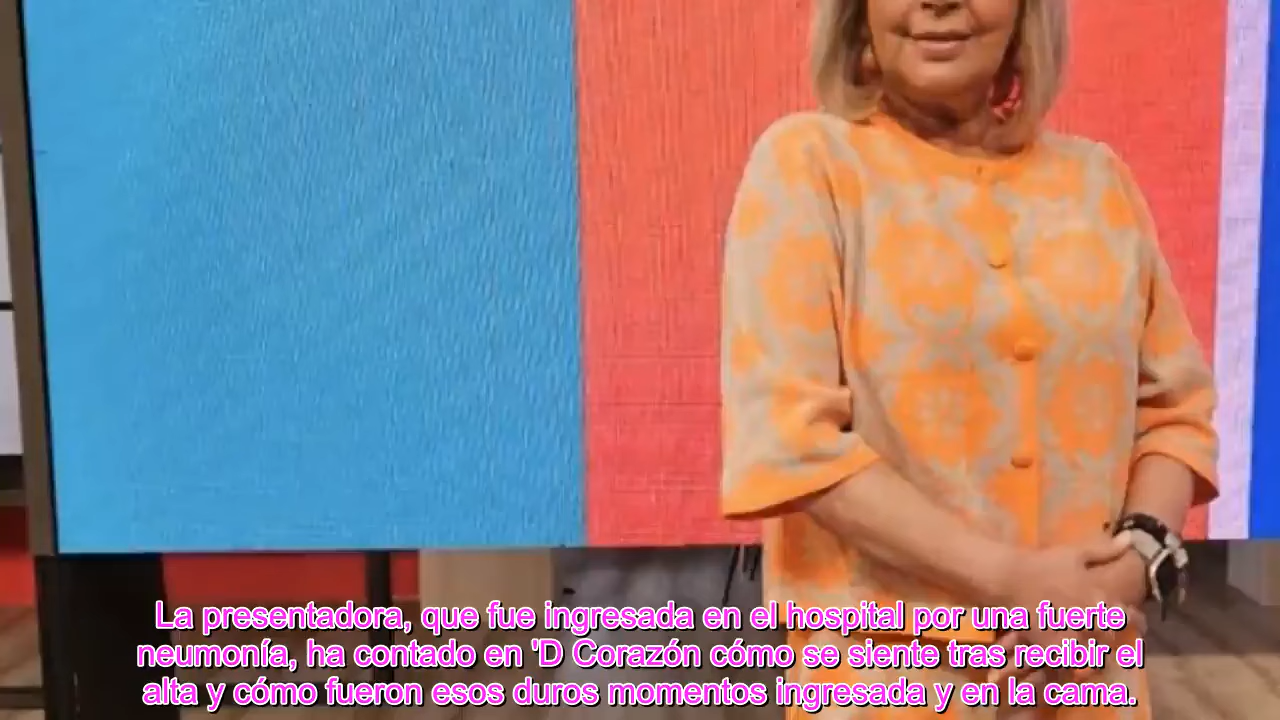 La presentadora, que fue ingresada en el hospital por una fuerte
neumonía, ha contado en 'D Corazón cómo se siente tras recibir el
alta y cómo fueron esos duros momentos ingresada y en la cama.